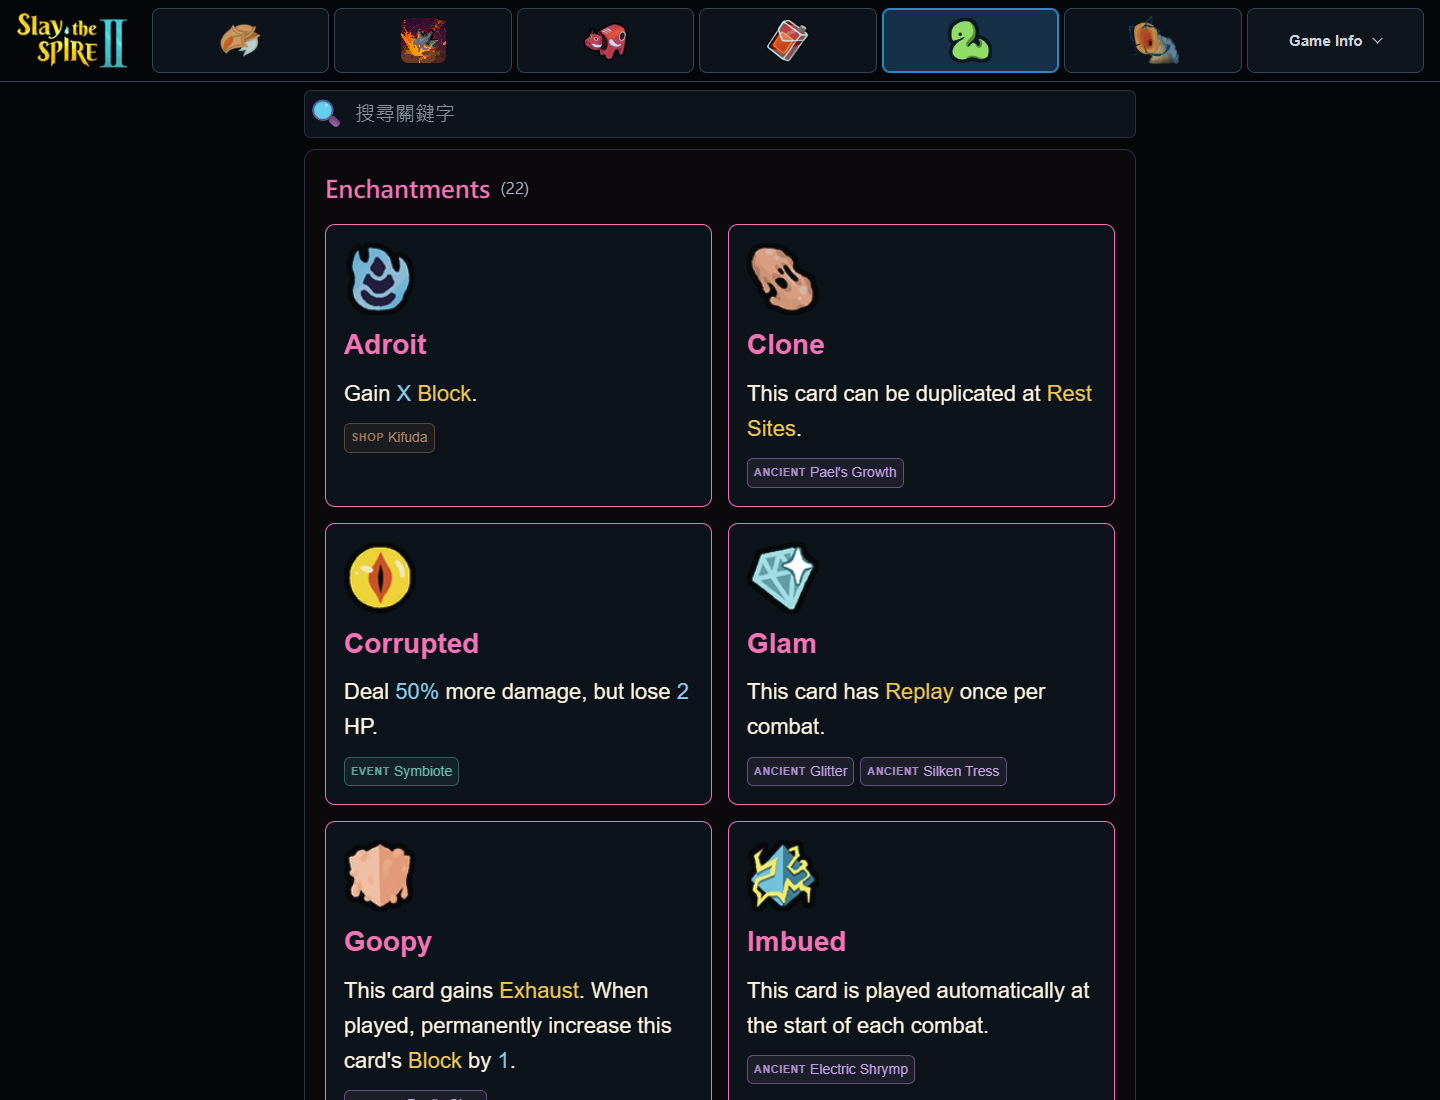 Slay the
SPIRE II
Game Info
搜尋關鍵字
Enchantments (22)
Adroit
Gain X Block.
SHOP Kifuda
Clone
This card can be duplicated at Rest
Sites.
ANCIENT Pael's Growth
Corrupted
Deal 50% more damage, but lose 2
HP.
EVENT Symbiote
Glam
This card has Replay once per
combat.
ANCIENT Glitter ANCIENT Silken Tress
Goopy
This card gains Exhaust. When
played, permanently increase this
card's Block by 1.
Imbued
This card is played automatically at
the start of each combat.
ANCIENT Electric Shrymp